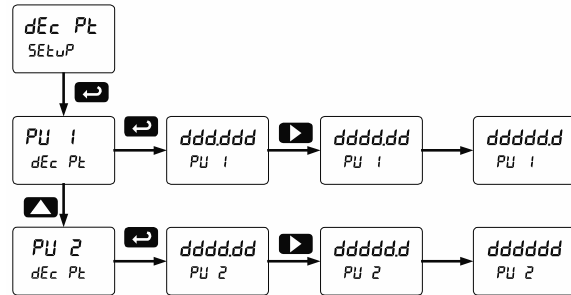 dEc Pt
SEtuP
PU 1
dEc Pt
ddd.ddd
PU 1
dddd.dd
PU 1
ddddd.d
PU 1
PU 2
dEc Pt
dddd.dd
PU 2
ddddd.d
PU 2
dddddd
PU 2